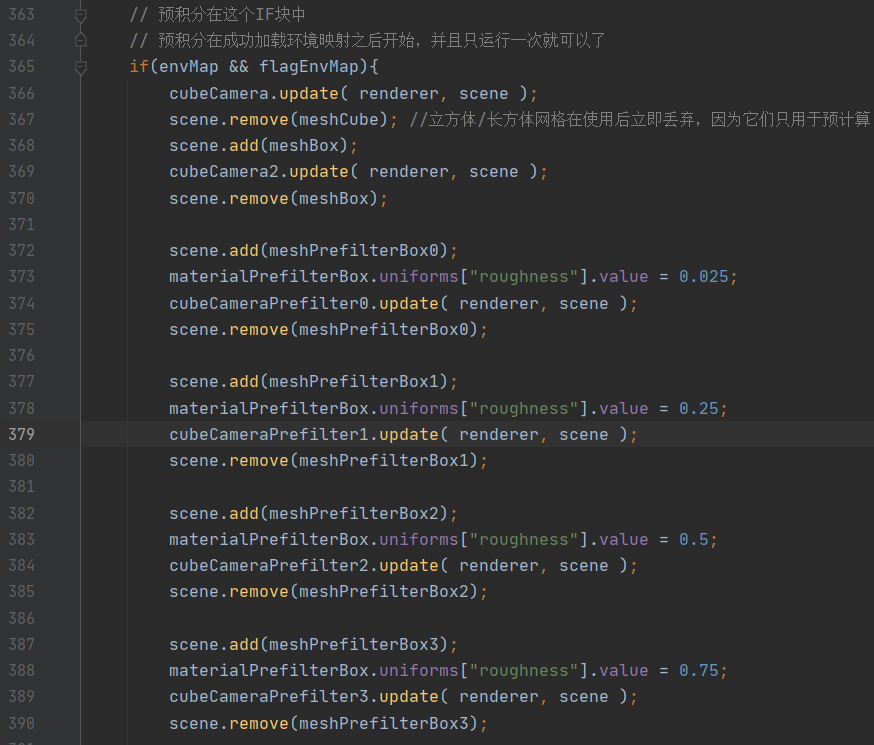 363 // 预积分在这个IF块中
364 // 预积分在成功加载环境映射之后开始，并且只运行一次就可以了
365 if(envMap && flagEnvMap){
366 cubeCamera.update( renderer, scene );
367 scene.remove(meshCube); //立方体/长方体网格在使用后立即丢弃，因为它们只用于预计算
368 scene.add(meshBox);
369 cubeCamera2.update( renderer, scene );
370 scene.remove(meshBox);
371
372 scene.add(meshPrefilterBox0);
373 materialPrefilterBox.uniforms["roughness"].value = 0.025;
374 cubeCameraPrefilter0.update( renderer, scene );
375 scene.remove(meshPrefilterBox0);
376
377 scene.add(meshPrefilterBox1);
378 materialPrefilterBox.uniforms["roughness"].value = 0.25;
379 cubeCameraPrefilter1.update( renderer, scene );
380 scene.remove(meshPrefilterBox1);
381
382 scene.add(meshPrefilterBox2);
383 materialPrefilterBox.uniforms["roughness"].value = 0.5;
384 cubeCameraPrefilter2.update( renderer, scene );
385 scene.remove(meshPrefilterBox2);
386
387 scene.add(meshPrefilterBox3);
388 materialPrefilterBox.uniforms["roughness"].value = 0.75;
389 cubeCameraPrefilter3.update( renderer, scene );
390 scene.remove(meshPrefilterBox3);